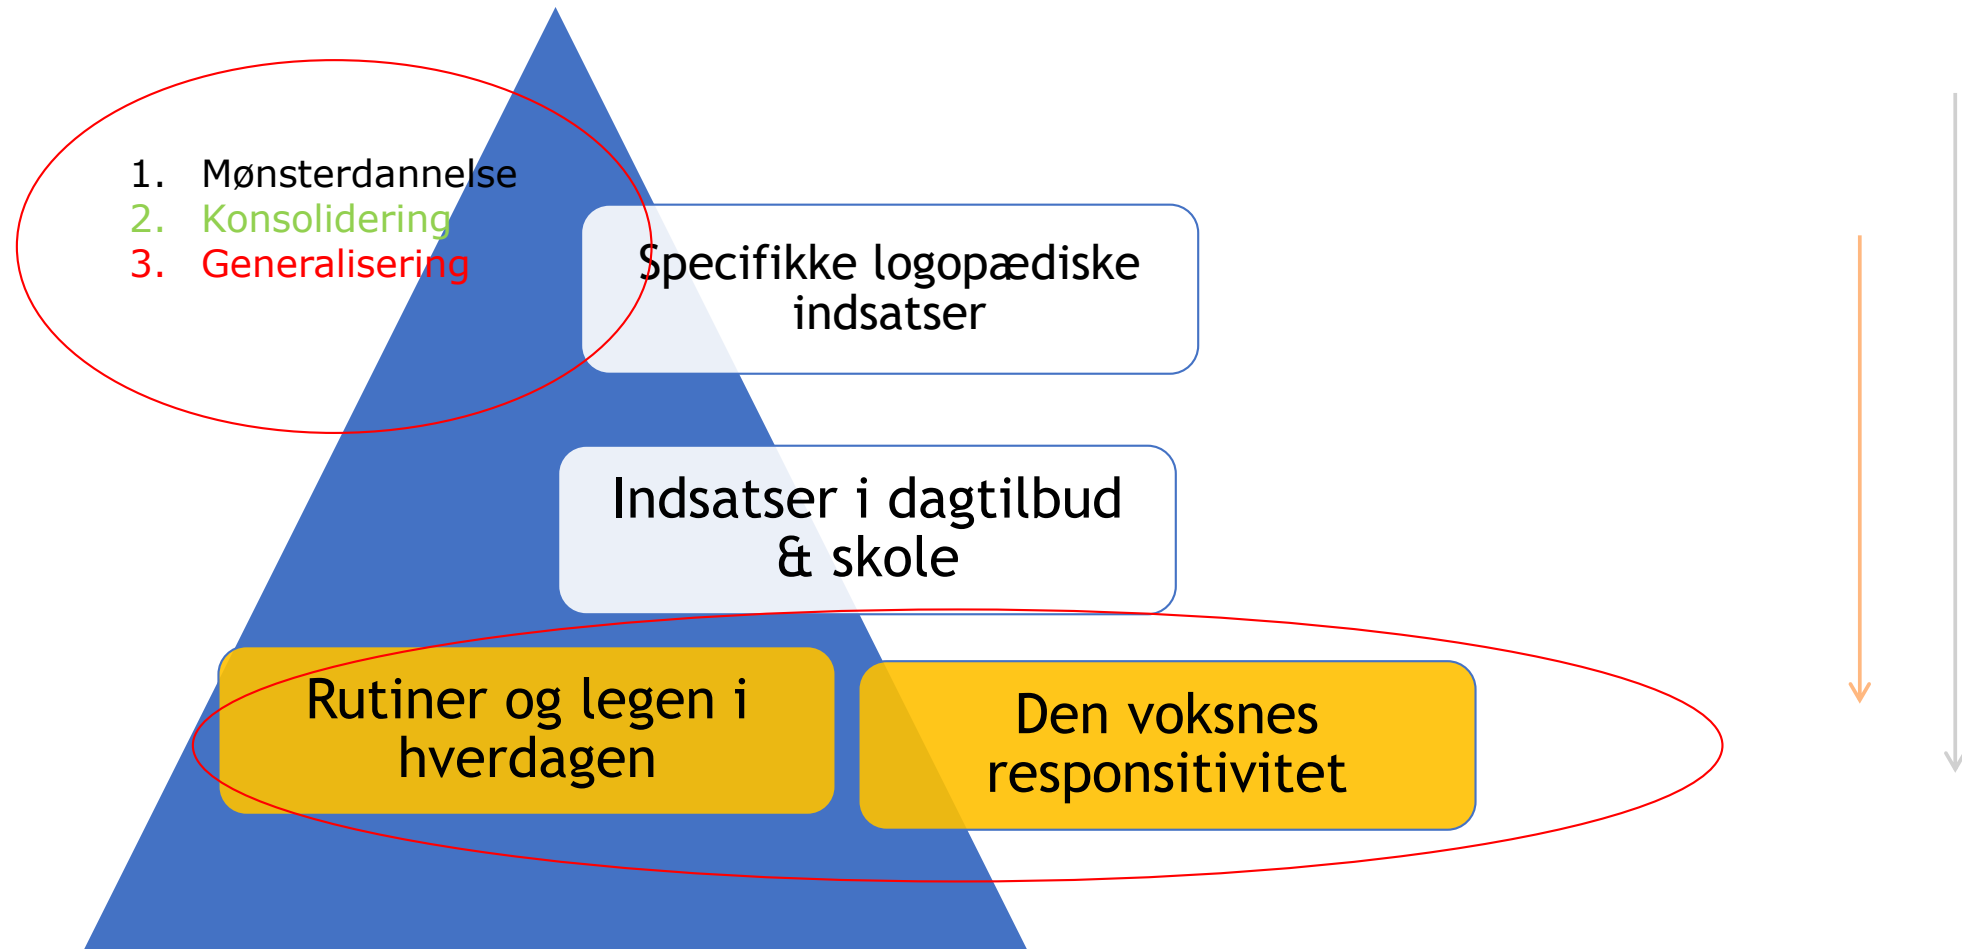 1. Mønsterdannelse
2. Konsolidering
3. Generalisering
Specifikke logopædiske
indsatser
Indsatser i dagtilbud
& skole
Rutiner og legen i
hverdagen
Den voksnes
responsitivitet